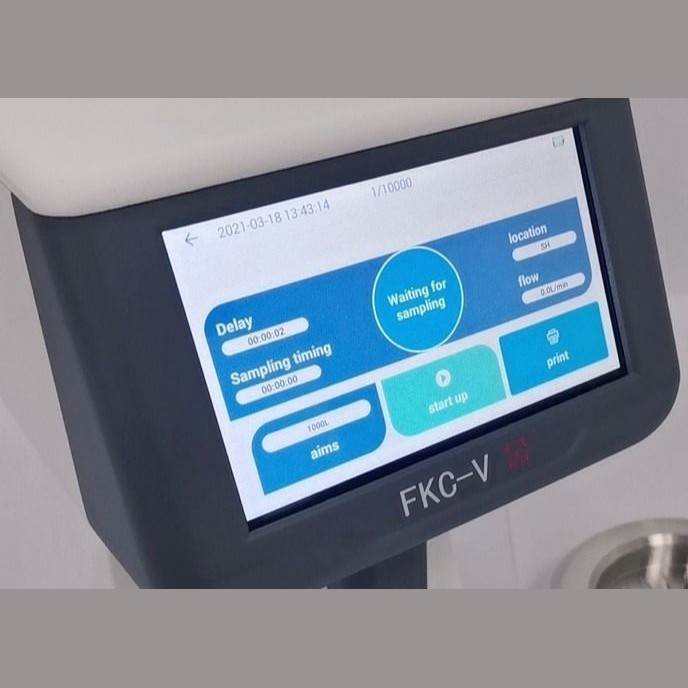 ← 2021-03-18 13:43:14 1/10000
Delay
00:00:02
Sampling timing
00:00:00
Waiting for
sampling
location
SH
flow
0.0L/min
1000L
aims
start up
print
FKC-V